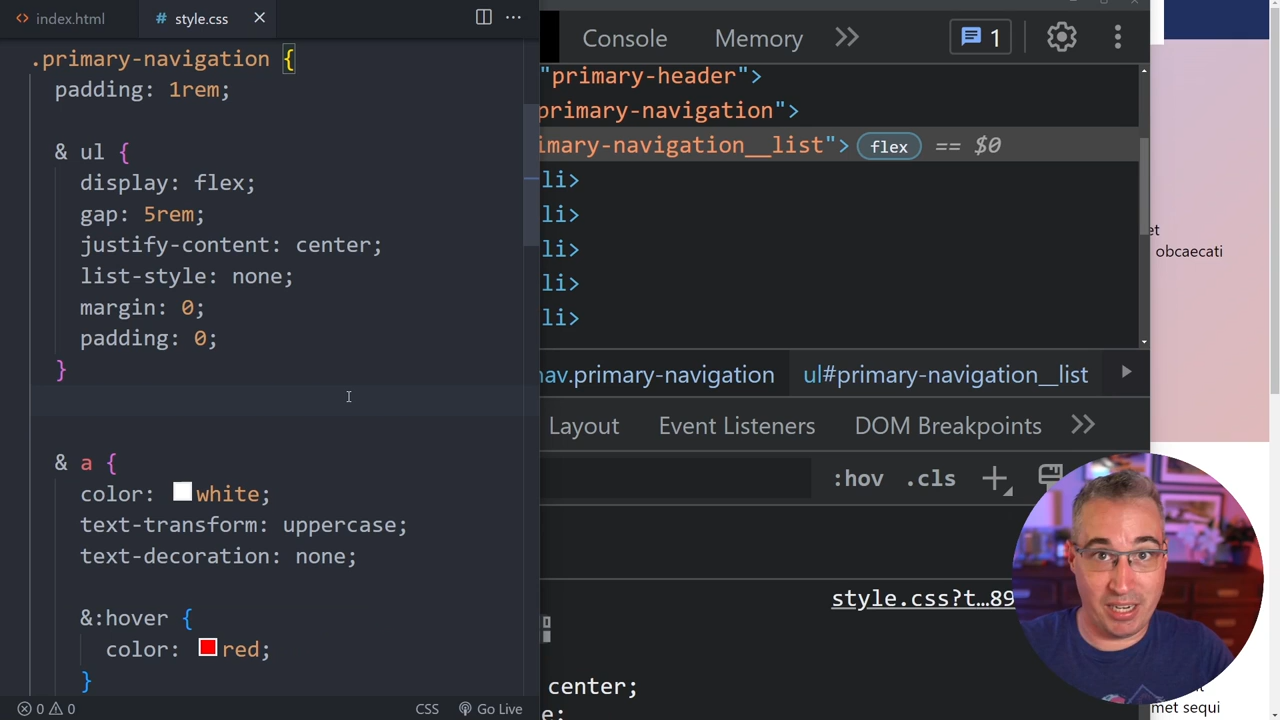 index.html
style.css
.primary-navigation {
padding: 1rem;
& ul {
display: flex;
gap: 5rem;
justify-content: center;
list-style: none;
margin: 0;
padding: 0;
}
& a {
color: white;
text-transform: uppercase;
text-decoration: none;
&:hover {
color: red;
}
0 0
CSS
Go Live
Console
Memory
1
"primary-header">
primary-navigation">
imary-navigation__list"> flex == $0
li>
li>
li>
li>
li>
nav.primary-navigation
ul#primary-navigation__list
Layout
Event Listeners
DOM Breakpoints
:hov .cls
style.css?t…89
center;
e;
et
obcaecati
met sequi